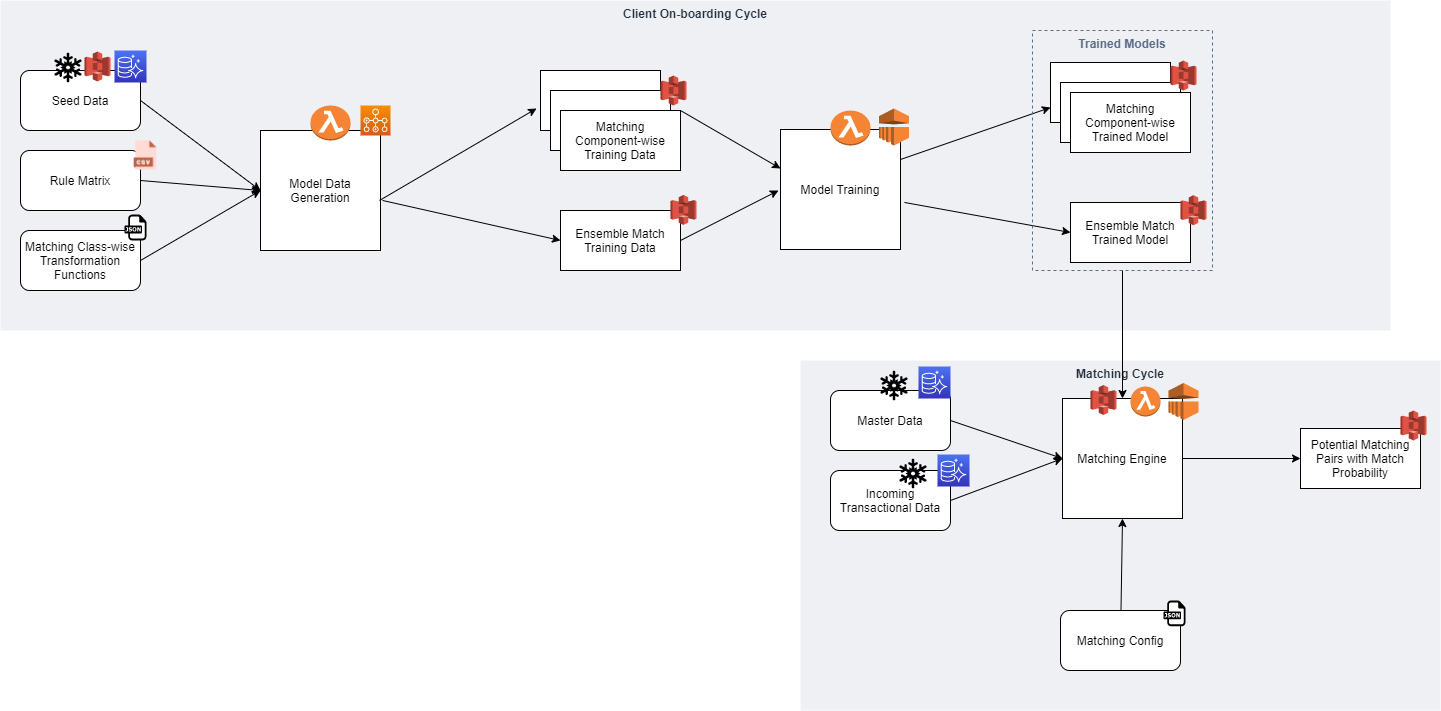 Client On-boarding Cycle
Seed Data
Rule Matrix
CSV
JSON
Matching Class-wise
Transformation
Functions
Model Data
Generation
Matching
Component-wise
Training Data
Ensemble Match
Training Data
Model Training
Trained Models
Matching
Component-wise
Trained Model
Ensemble Match
Trained Model
Matching Cycle
Master Data
Incoming
Transactional Data
Matching Engine
Potential Matching
Pairs with Match
Probability
JSON
Matching Config